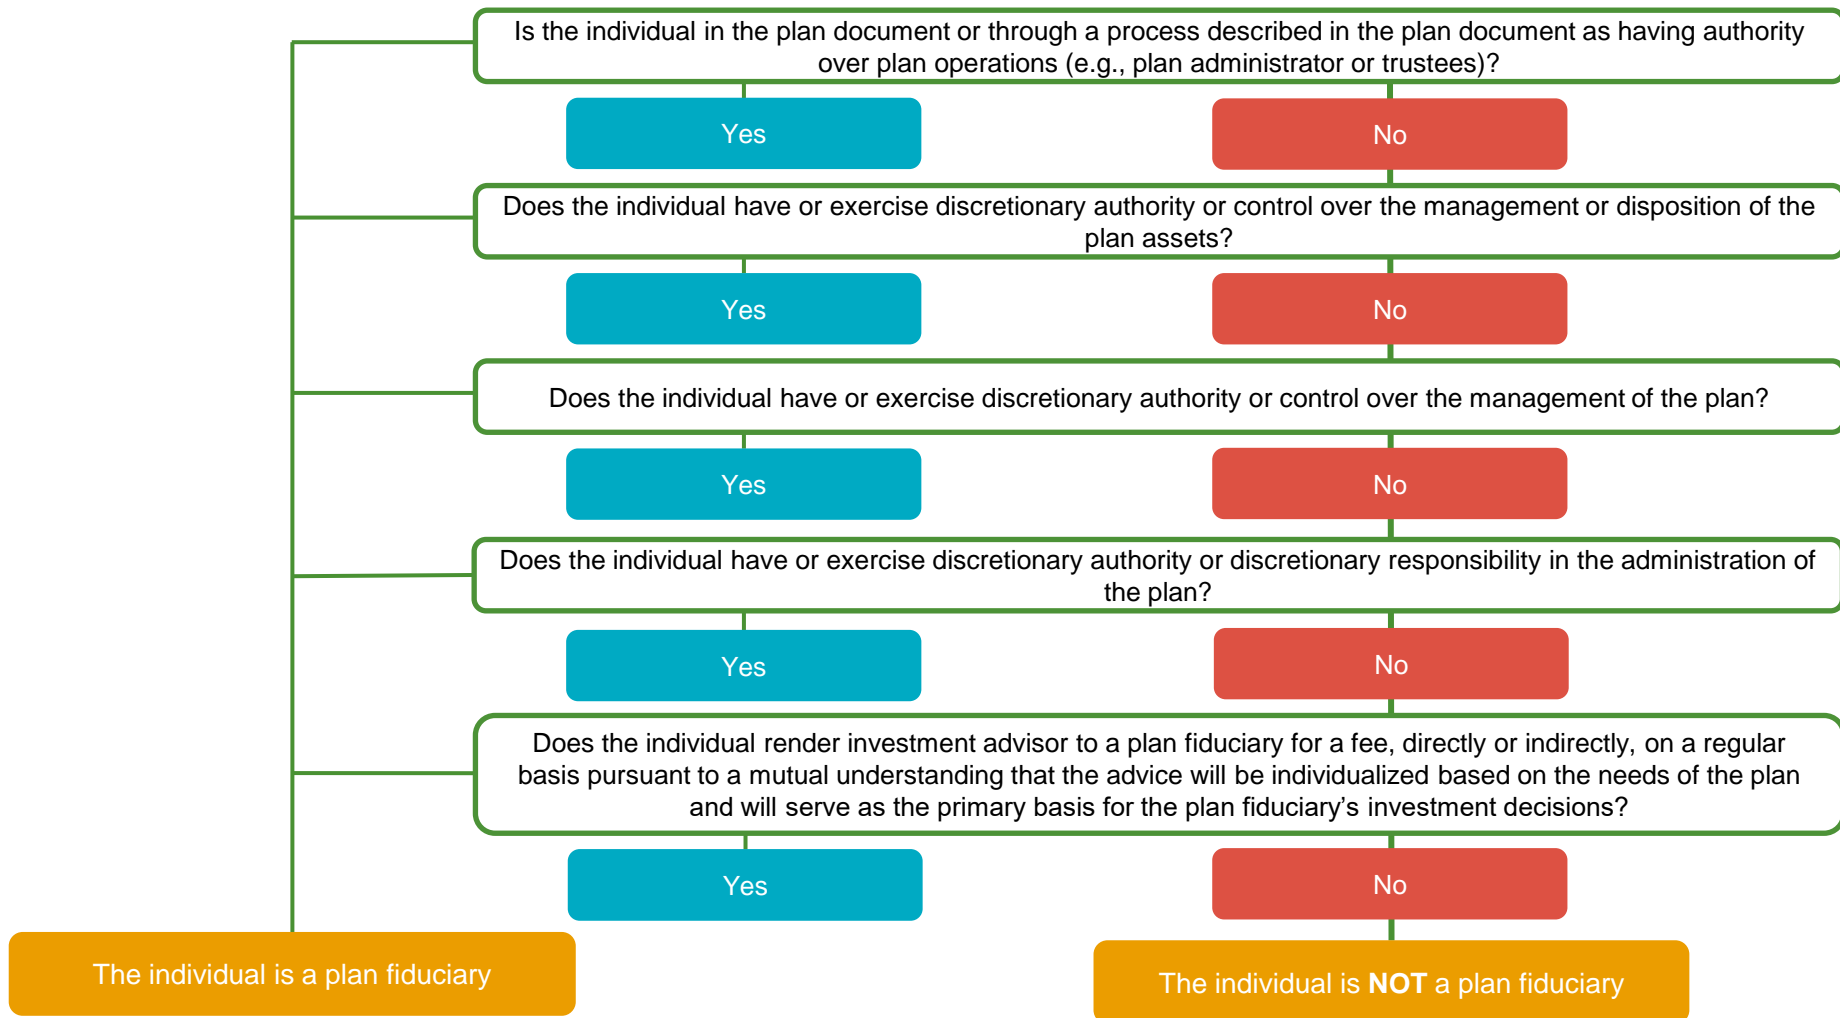 Is the individual in the plan document or through a process described in the plan document as having authority
over plan operations (e.g., plan administrator or trustees)?
Yes
No
Does the individual have or exercise discretionary authority or control over the management or disposition of the
plan assets?
Yes
No
Does the individual have or exercise discretionary authority or control over the management of the plan?
Yes
No
Does the individual have or exercise discretionary authority or discretionary responsibility in the administration of
the plan?
Yes
No
Does the individual render investment advisor to a plan fiduciary for a fee, directly or indirectly, on a regular
basis pursuant to a mutual understanding that the advice will be individualized based on the needs of the plan
and will serve as the primary basis for the plan fiduciary’s investment decisions?
Yes
No
The individual is a plan fiduciary
The individual is NOT a plan fiduciary